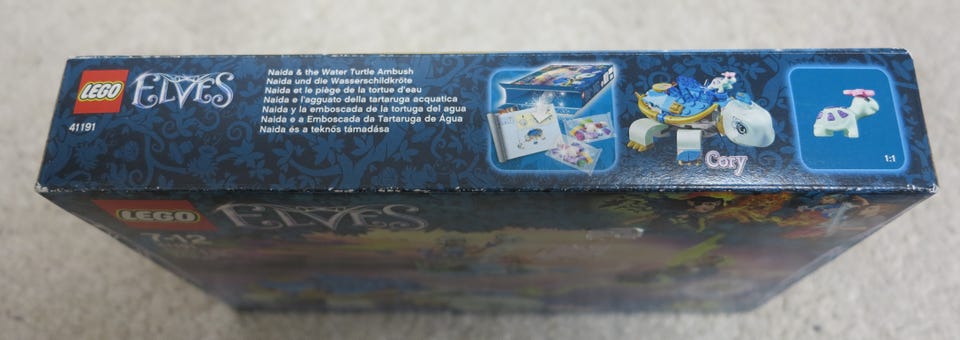 LEGO
ELVES
41191
Naida & the Water Turtle Ambush
Naida und die Wasserschildkröte
Naida et le piège de la tortue d'eau
Naida e l'agguato della tartaruga acquatica
Naida y la emboscada de la tortuga del agua
Naida e a Emboscada da Tartaruga de Água
Naida és a teknős támadása
Cory
1:1
LEGO
ELVES
7-12